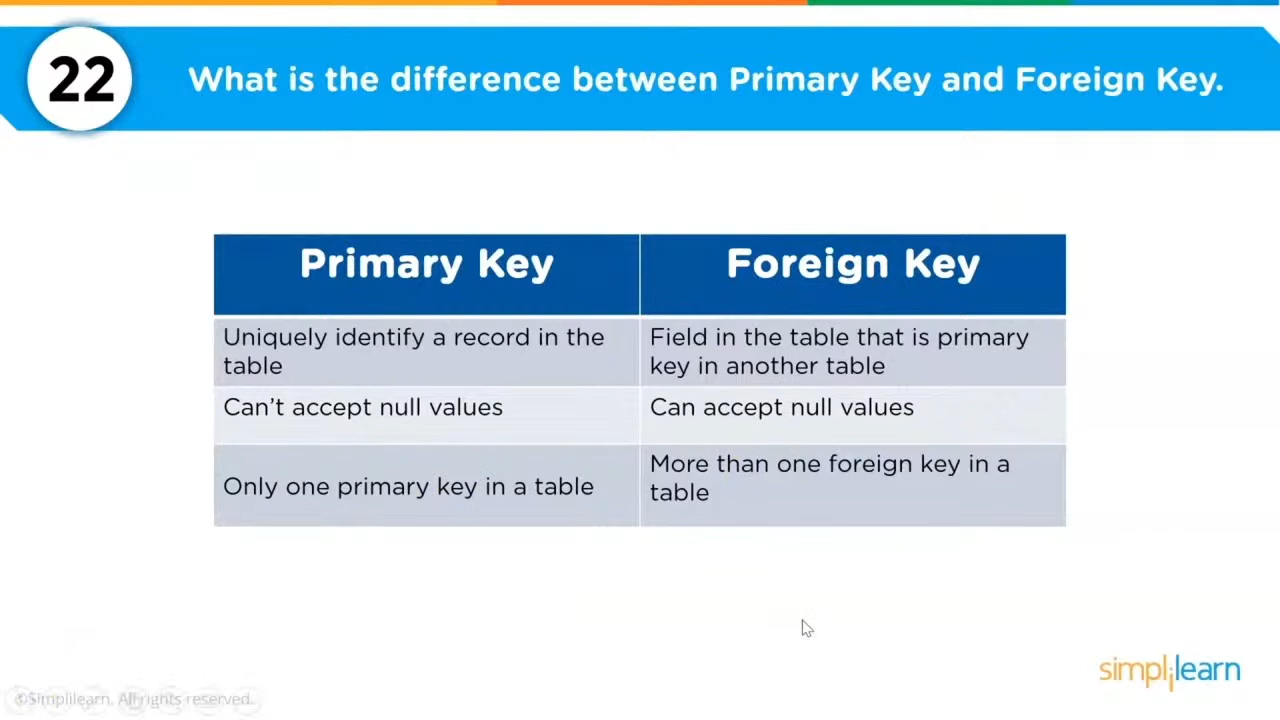 22
What is the difference between Primary Key and Foreign Key.
Primary Key
Foreign Key
Uniquely identify a record in the
table
Field in the table that is primary
key in another table
Can't accept null values
Can accept null values
Only one primary key in a table
More than one foreign key in a
table
simplilearn
©Simplilearn. All rights reserved.